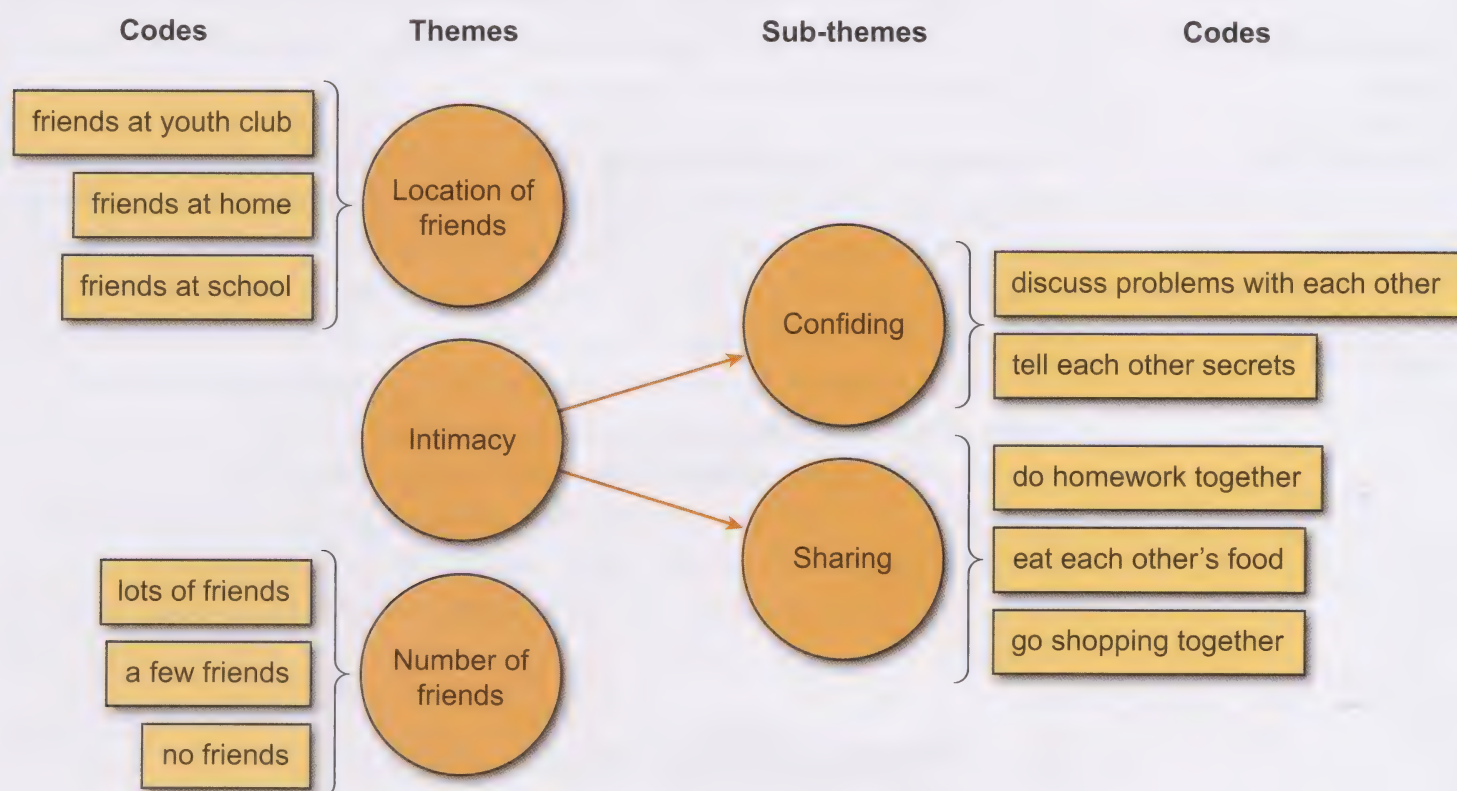 Codes
Themes
Sub-themes
Codes
friends at youth club
friends at home
friends at school
Location of
friends
Intimacy
lots of friends
a few friends
no friends
Number of
friends
Confiding
discuss problems with each other
tell each other secrets
Sharing
do homework together
eat each other's food
go shopping together